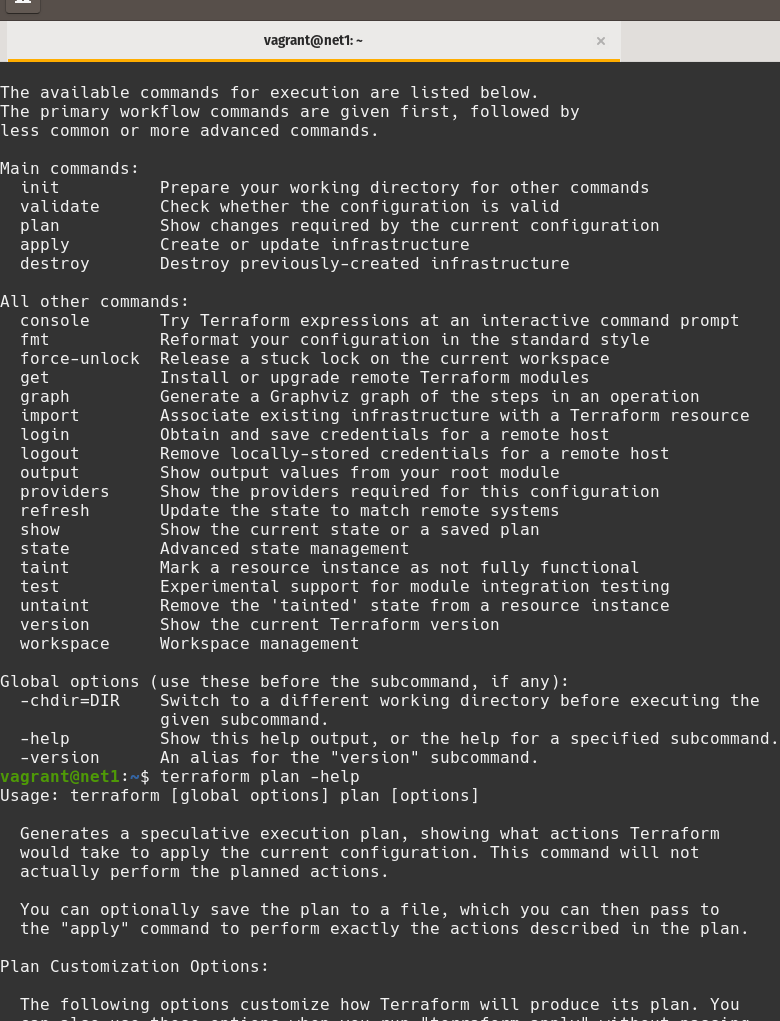 vagrant@net1: ~ ×
The available commands for execution are listed below.
The primary workflow commands are given first, followed by
less common or more advanced commands.
Main commands:
  init          Prepare your working directory for other commands
  validate      Check whether the configuration is valid
  plan          Show changes required by the current configuration
  apply         Create or update infrastructure
  destroy       Destroy previously-created infrastructure
All other commands:
  console       Try Terraform expressions at an interactive command prompt
  fmt           Reformat your configuration in the standard style
  force-unlock  Release a stuck lock on the current workspace
  get           Install or upgrade remote Terraform modules
  graph         Generate a Graphviz graph of the steps in an operation
  import        Associate existing infrastructure with a Terraform resource
  login         Obtain and save credentials for a remote host
  logout        Remove locally-stored credentials for a remote host
  output        Show output values from your root module
  providers     Show the providers required for this configuration
  refresh       Update the state to match remote systems
  show          Show the current state or a saved plan
  state         Advanced state management
  taint         Mark a resource instance as not fully functional
  test          Experimental support for module integration testing
  untaint       Remove the 'tainted' state from a resource instance
  version       Show the current Terraform version
  workspace     Workspace management
Global options (use these before the subcommand, if any):
  -chdir=DIR    Switch to a different working directory before executing the
                given subcommand.
  -help         Show this help output, or the help for a specified subcommand.
  -version      An alias for the "version" subcommand.
vagrant@net1:~$ terraform plan -help
Usage: terraform [global options] plan [options]
  Generates a speculative execution plan, showing what actions Terraform
  would take to apply the current configuration. This command will not
  actually perform the planned actions.
  You can optionally save the plan to a file, which you can then pass to
  the "apply" command to perform exactly the actions described in the plan.
Plan Customization Options:
  The following options customize how Terraform will produce its plan. You
  can also use these options when you run "terraform apply" without passing